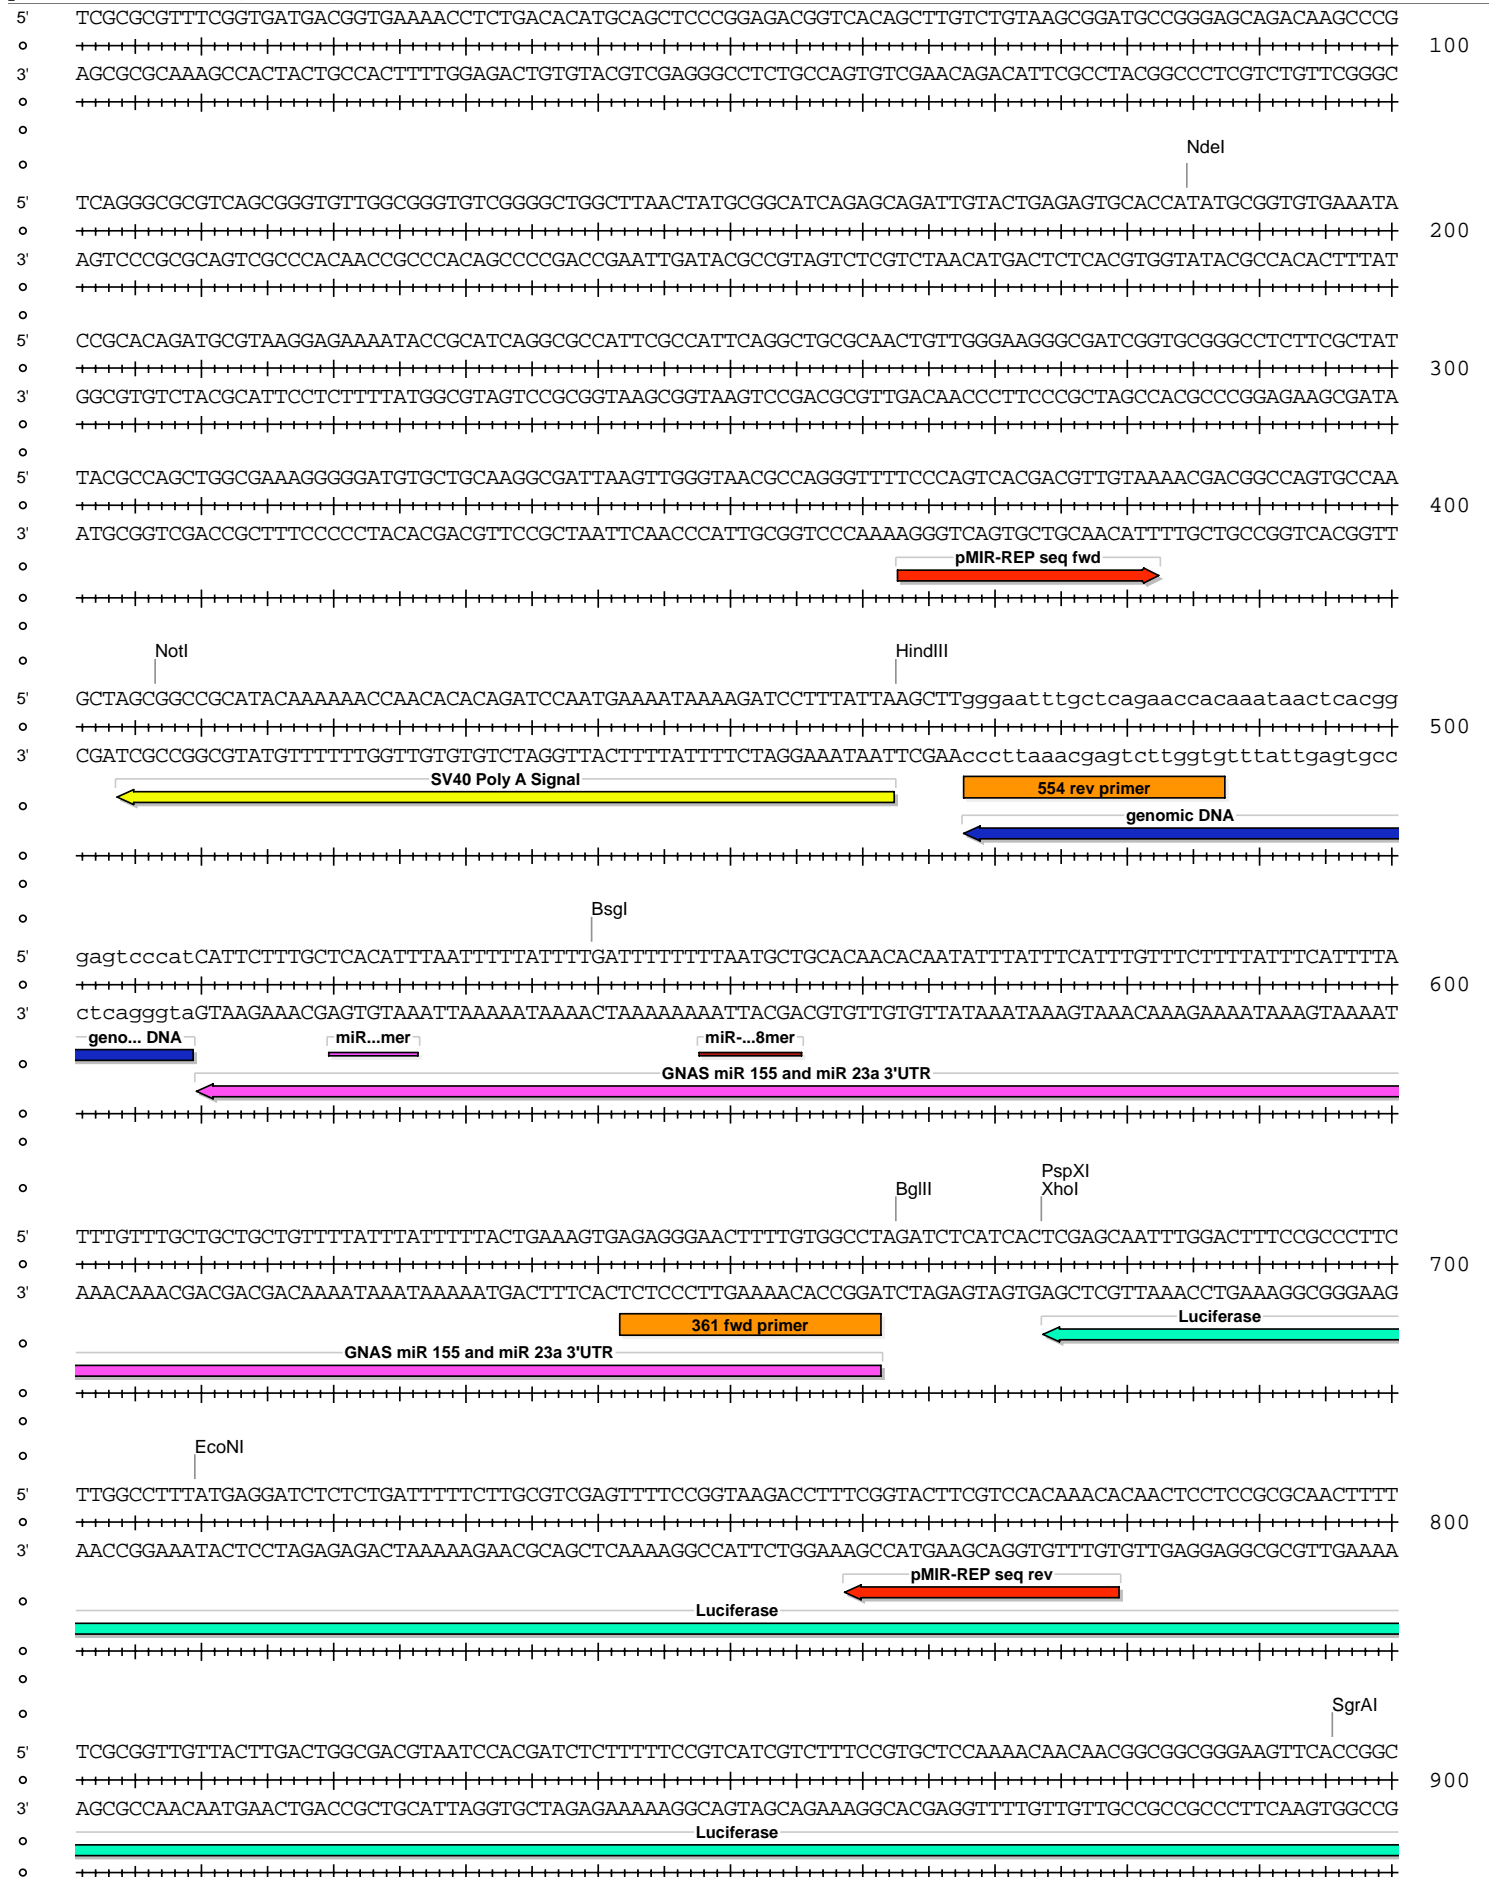 5' TCGCGCGTTTCGGTGATGACGGTGAAAACCTCTGACACATGCAGCTCCCGGAGACGGTCACAGCTTGTCTGTAAGCGGATGCCGGGAGCAGACAAGCCCG
100
3' AGCGCGCAAAGCCACTACTGCCACTTTTGGAGACTGTGTACGTCGAGGGCCTCTGCCAGTGTCGAACAGACATTCGCCTACGGCCCTCGTCTGTTCGGGC
NdeI
5' TCAGGGCGCGTCAGCGGGTGTTGGCGGGTGTCGGGGCTGGCTTAACTATGCGGCATCAGAGCAGATTGTACTGAGAGTGCACCATATGCGGTGTGAAATA
200
3' AGTCCCGCGCAGTCGCCCACAACCGCCCACAGCCCCGACCGAATTGATACGCCGTAGTCTCGTCTAACATGACTCTCACGTGGTATACGCCACACTTTAT
5' CCGCACAGATGCGTAAGGAGAAAATACCGCATCAGGCGCCATTCGCCATTCAGGCTGCGCAACTGTTGGGAAGGGCGATCGGTGCGGGCCTCTTCGCTAT
300
3' GGCGTGTCTACGCATTCCTCTTTTATGGCGTAGTCCGCGGTAAGCGGTAAGTCCGACGCGTTGACAACCCTTCCCGCTAGCCACGCCCGGAGAAGCGATA
5' TACGCCAGCTGGCGAAAGGGGGATGTGCTGCAAGGCGATTAAGTTGGGTAACGCCAGGGTTTTCCCAGTCACGACGTTGTAAAACGACGGCCAGTGCCAA
400
3' ATGCGGTCGACCGCTTTCCCCCTACACGACGTTCCGCTAATTCAACCCATTGCGGTCCCAAAAGGGTCAGTGCTGCAACATTTTGCTGCCGGTCACGGTT
pMIR-REP seq fwd
NotI HindIII
5' GCTAGCGGCCGCATACAAAAAACCAACACACAGATCCAATGAAAATAAAAGATCCTTTATTAAGCTTgggaatttgctcagaaccacaaataactcacgg
500
3' CGATCGCCGGCGTATGTTTTTTGGTTGTGTGTCTAGGTTACTTTTATTTTCTAGGAAATAATTCGAAcccttaaacgagtcttggtgtttattgagtgcc
SV40 Poly A Signal 554 rev primer
genomic DNA
BsgI
5' gagtcccatCATTCTTTGCTCACATTTAATTTTTATTTTGATTTTTTTTAATGCTGCACAACACAATATTTATTTCATTTGTTTCTTTTATTTCATTTTA
600
3' ctcagggtaGTAAGAAACGAGTGTAAATTAAAAATAAAACTAAAAAAAATTACGACGTGTTGTGTTATAAATAAAGTAAACAAAGAAAATAAAGTAAAAT
geno... DNA miR...mer miR-...8mer
GNAS miR 155 and miR 23a 3'UTR
PspXI
BglII XhoI
5' TTTGTTTGCTGCTGCTGTTTTATTTATTTTTACTGAAAGTGAGAGGGAACTTTTGTGGCCTAGATCTCATCACTCGAGCAATTTGGACTTTCCGCCCTTC
700
3' AAACAAACGACGACGACAAAATAAATAAAAATGACTTTCACTCTCCCTTGAAAACACCGGATCTAGAGTAGTGAGCTCGTTAAACCTGAAAGGCGGGAAG
361 fwd primer Luciferase
GNAS miR 155 and miR 23a 3'UTR
EcoNI
5' TTGGCCTTTATGAGGATCTCTCTGATTTTTCTTGCGTCGAGTTTTCCGGTAAGACCTTTCGGTACTTCGTCCACAAACACAACTCCTCCGCGCAACTTTT
800
3' AACCGGAAATACTCCTAGAGAGACTAAAAAGAACGCAGCTCAAAAGGCCATTCTGGAAAGCCATGAAGCAGGTGTTTGTGTTGAGGAGGCGCGTTGAAAA
pMIR-REP seq rev
Luciferase
SgrAI
5' TCGCGGTTGTTACTTGACTGGCGACGTAATCCACGATCTCTTTTTCCGTCATCGTCTTTCCGTGCTCCAAAACAACAACGGCGGCGGGAAGTTCACCGGC
900
3' AGCGCCAACAATGAACTGACCGCTGCATTAGGTGCTAGAGAAAAAGGCAGTAGCAGAAAGGCACGAGGTTTTGTTGTTGCCGCCGCCCTTCAAGTGGCCG
Luciferase